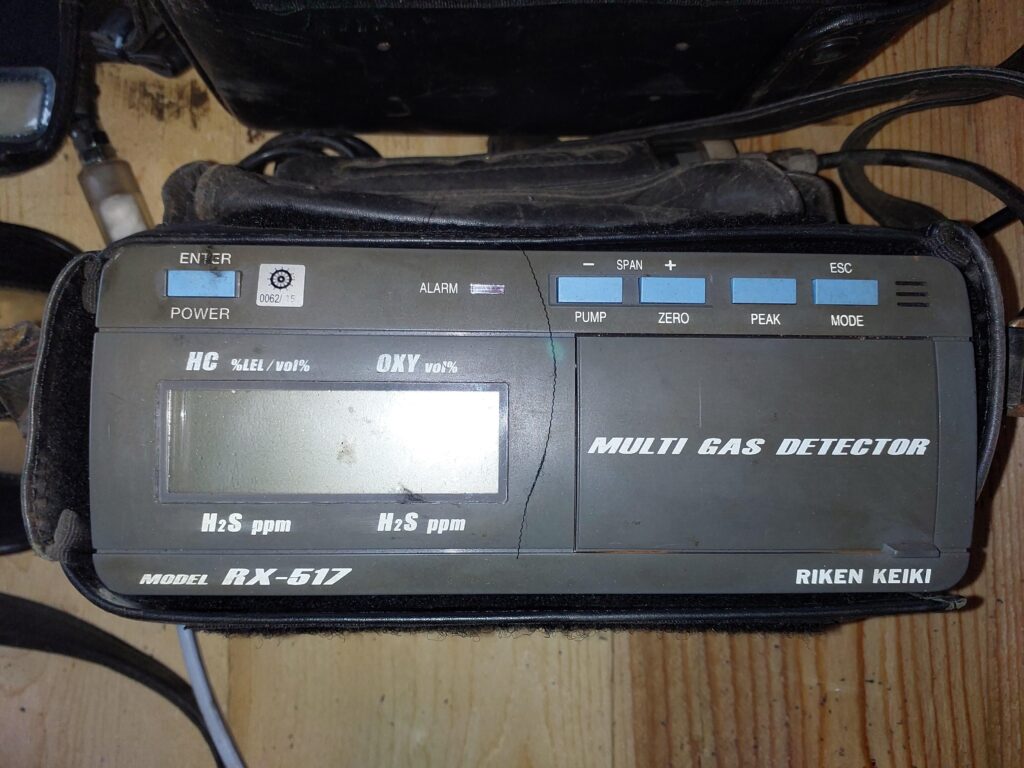 ENTER
POWER
0062/ 15
ALARM
− SPAN +
ESC
PUMP ZERO PEAK MODE
HC %LEL/vol% OXY vol%
MULTI GAS DETECTOR
H2S ppm H2S ppm
MODEL RX-517
RIKEN KEIKI